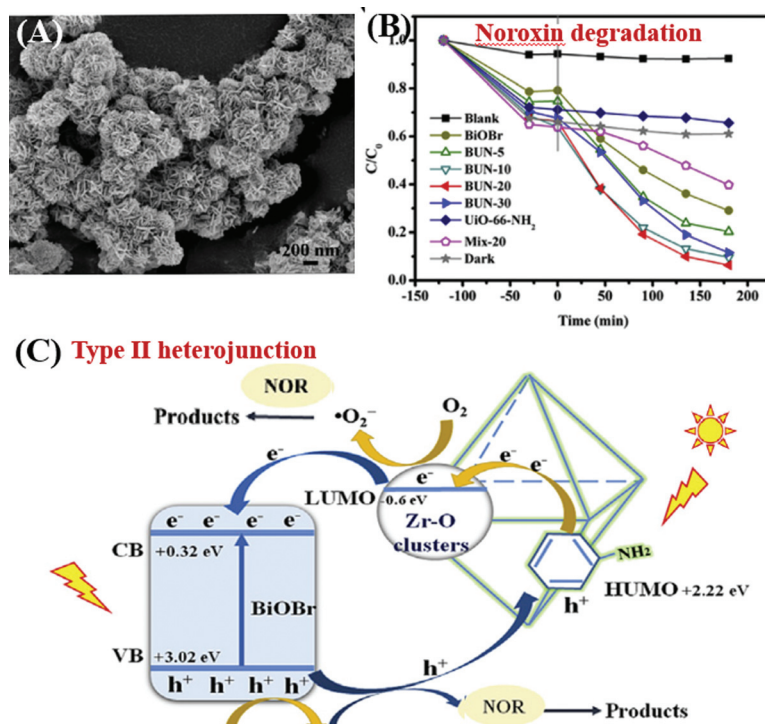 (A)
200 nm
(B)
Noroxin degradation
C/C0
1.0
0.8
0.6
0.4
0.2
0.0
Blank
BiOBr
BUN-5
BUN-10
BUN-20
BUN-30
UiO-66-NH2
Mix-20
Dark
-150 -100 -50 0 50 100 150 200
Time (min)
(C) Type II heterojunction
NOR
Products
•O2−
O2
e−
e−
e−
e−
LUMO -0.6 eV
Zr-O
clusters
e− e− e− e−
CB
+0.32 eV
NH2
h+
HUMO +2.22 eV
BiOBr
VB
+3.02 eV
h+ h+ h+ h+
h+
NOR
Products